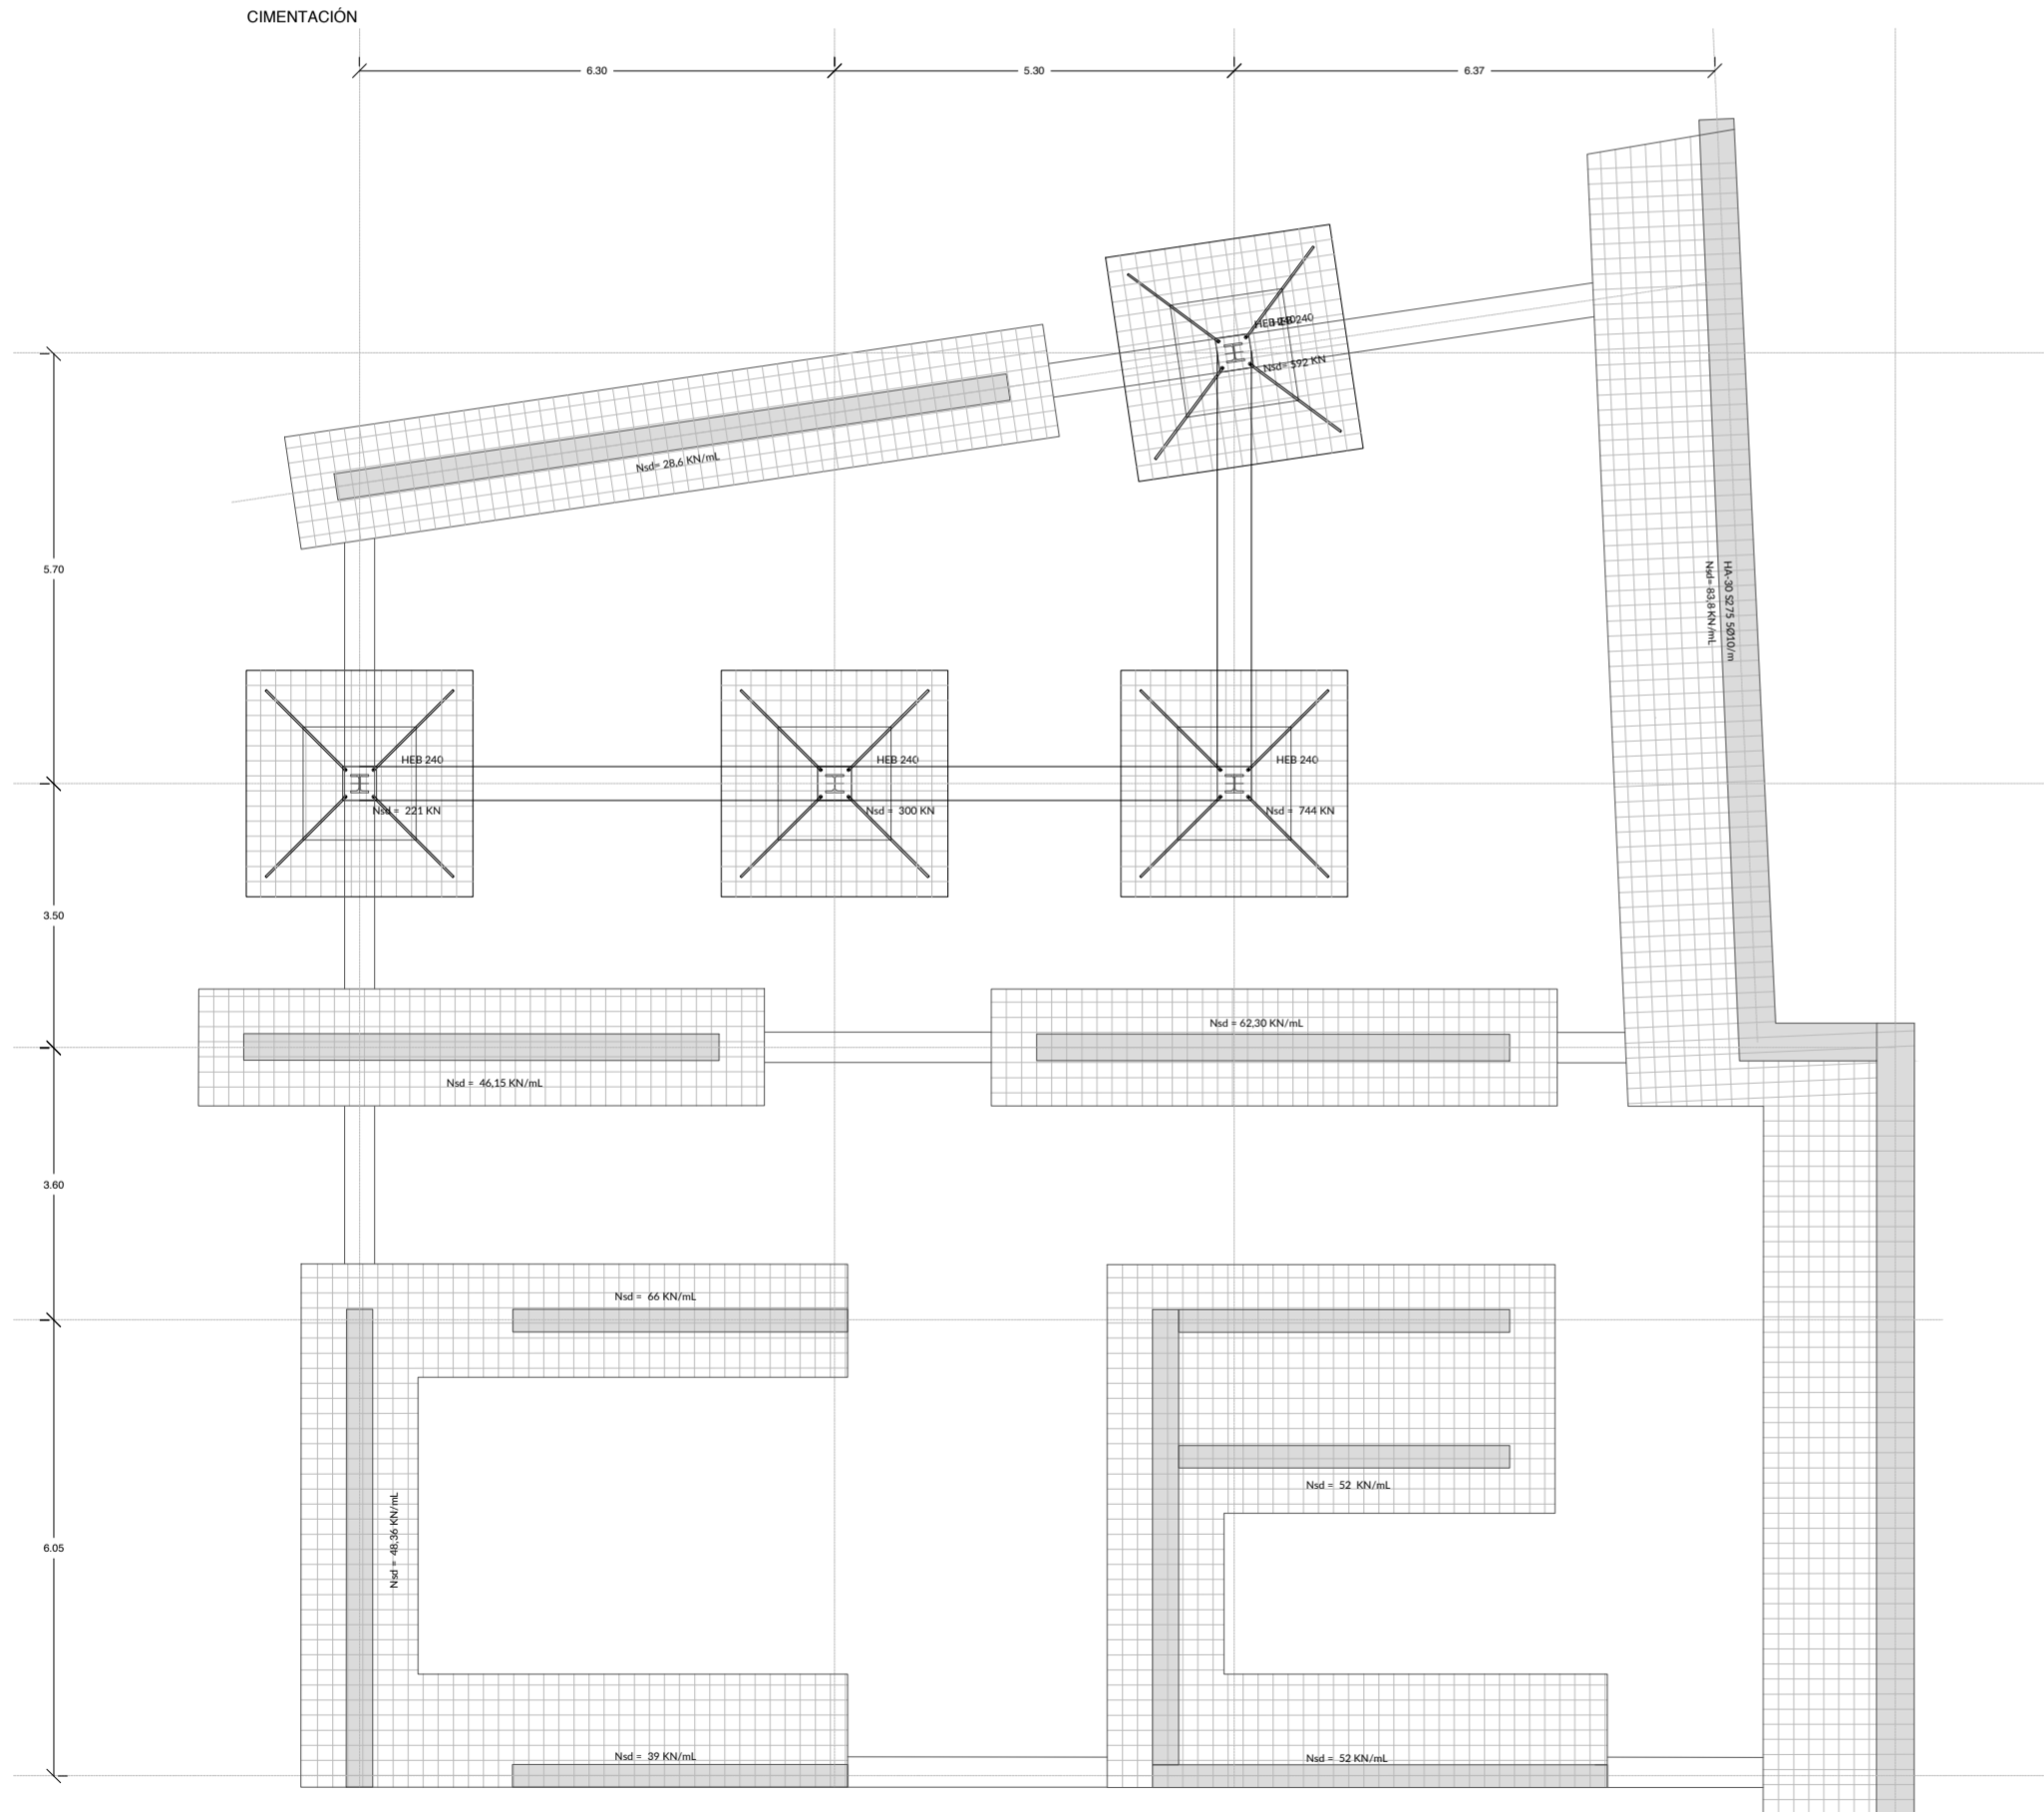 CIMENTACIÓN
6.30
5.30
6.37
HEB 240
Nsd= 592 KN
Nsd= 28,6 KN/mL
5.70
HA-30 S275 5Ø10/m
Nsd=83,8 KN/mL
HEB 240
HEB 240
HEB 240
Nsd = 221 KN
Nsd = 300 KN
Nsd = 744 KN
3.50
Nsd = 62,30 KN/mL
Nsd = 46,15 KN/mL
3.60
Nsd = 66 KN/mL
Nsd = 52 KN/mL
Nsd = 48,36 KN/mL
6.05
Nsd = 39 KN/mL
Nsd = 52 KN/mL